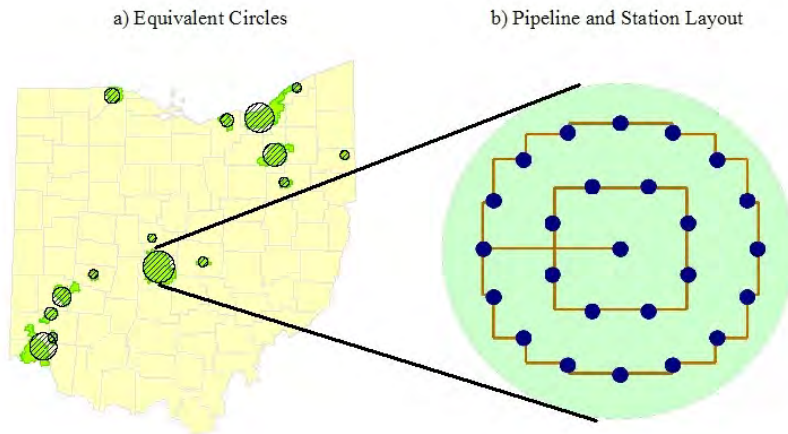 a) Equivalent Circles
b) Pipeline and Station Layout